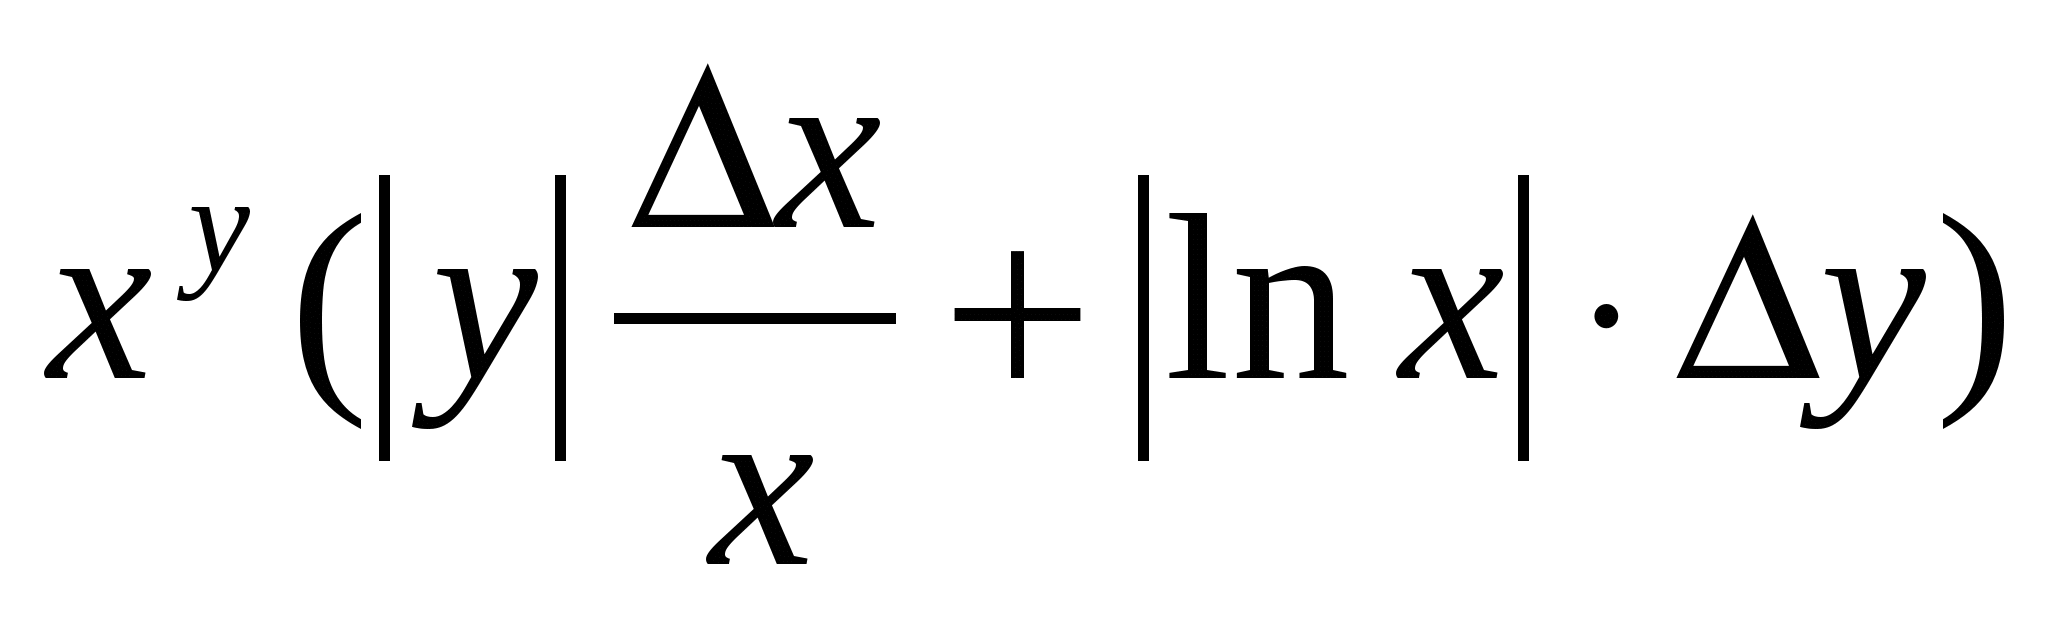 x^y (|y| Δx/x + |ln x| · Δy)